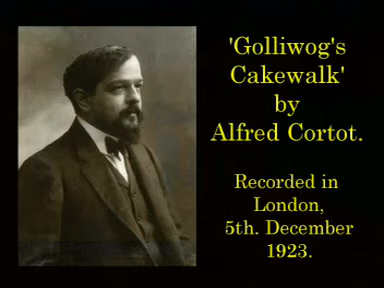 'Golliwog's
Cakewalk'
by
Alfred Cortot.
Recorded in
London,
5th. December
1923.